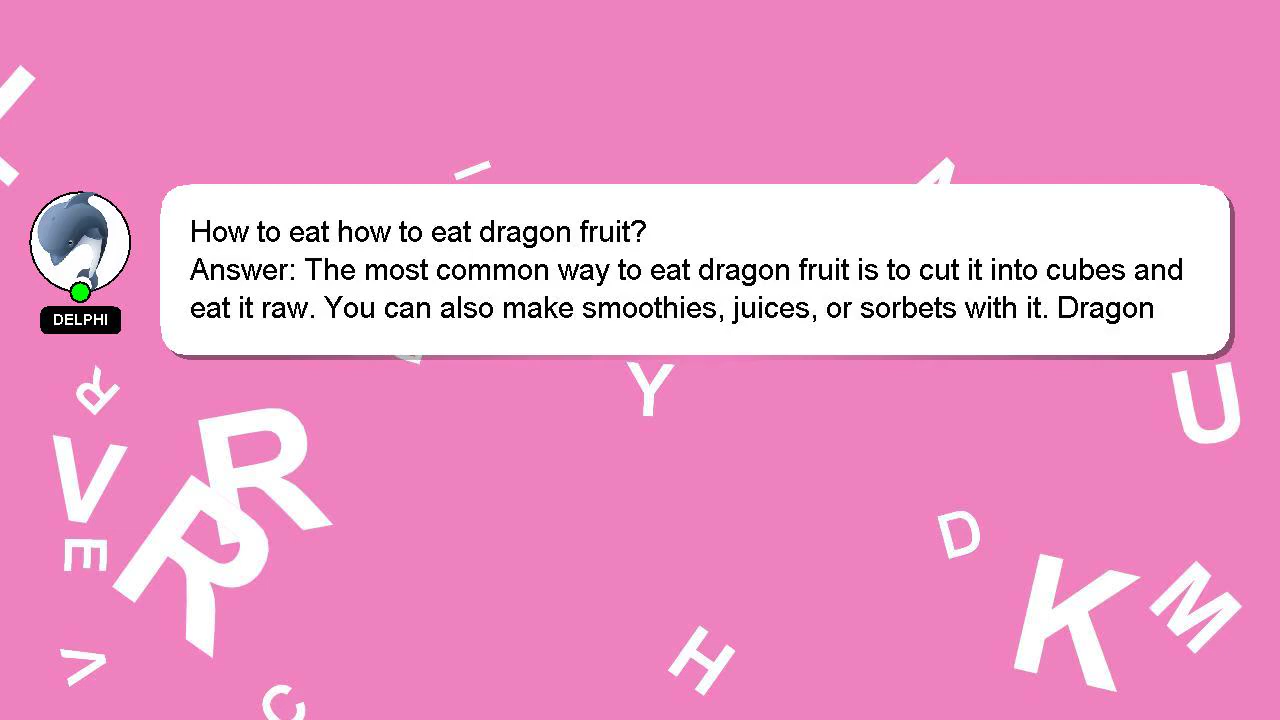 How to eat how to eat dragon fruit?
Answer: The most common way to eat dragon fruit is to cut it into cubes and
eat it raw. You can also make smoothies, juices, or sorbets with it. Dragon
DELPHI
R
Y
U
V
R
R
E
D
K
M
H
V
C